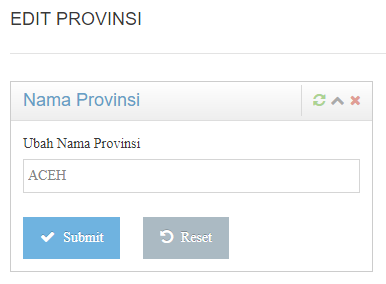 EDIT PROVINSI
Nama Provinsi
Ubah Nama Provinsi
ACEH
Submit
Reset